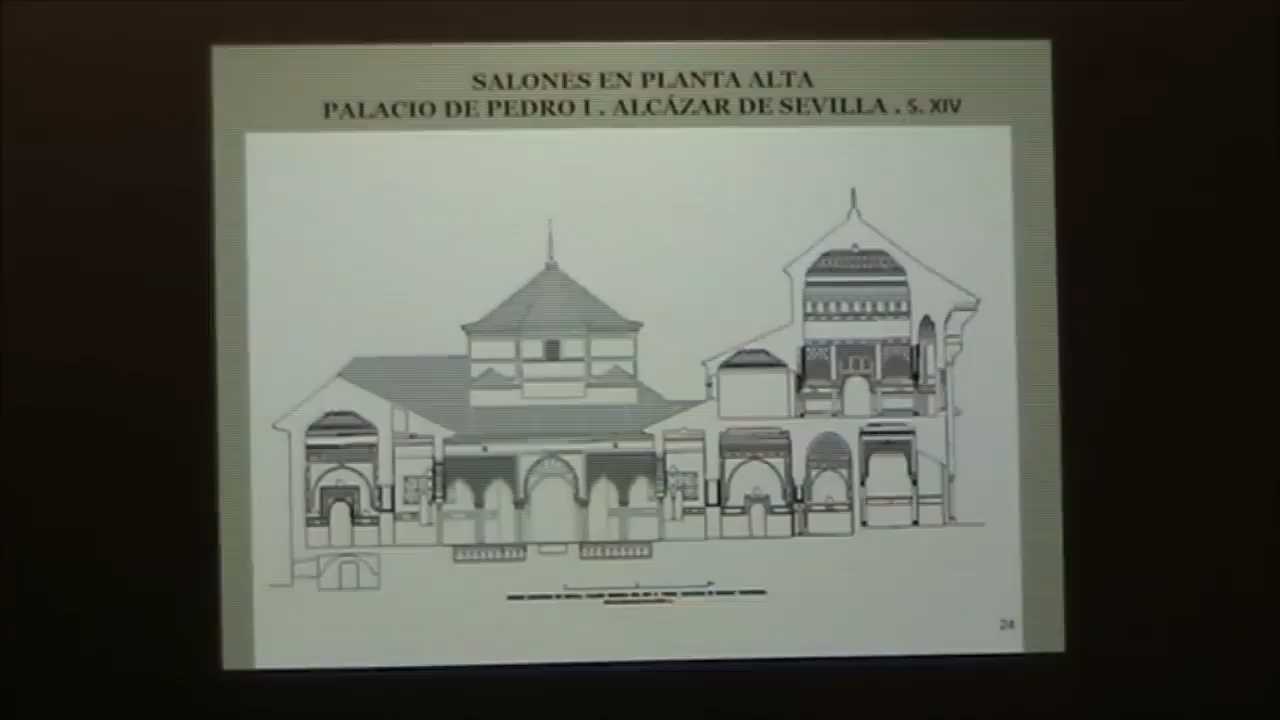 SALONES EN PLANTA ALTA
PALACIO DE PEDRO I . ALCÁZAR DE SEVILLA . S. XIV
24